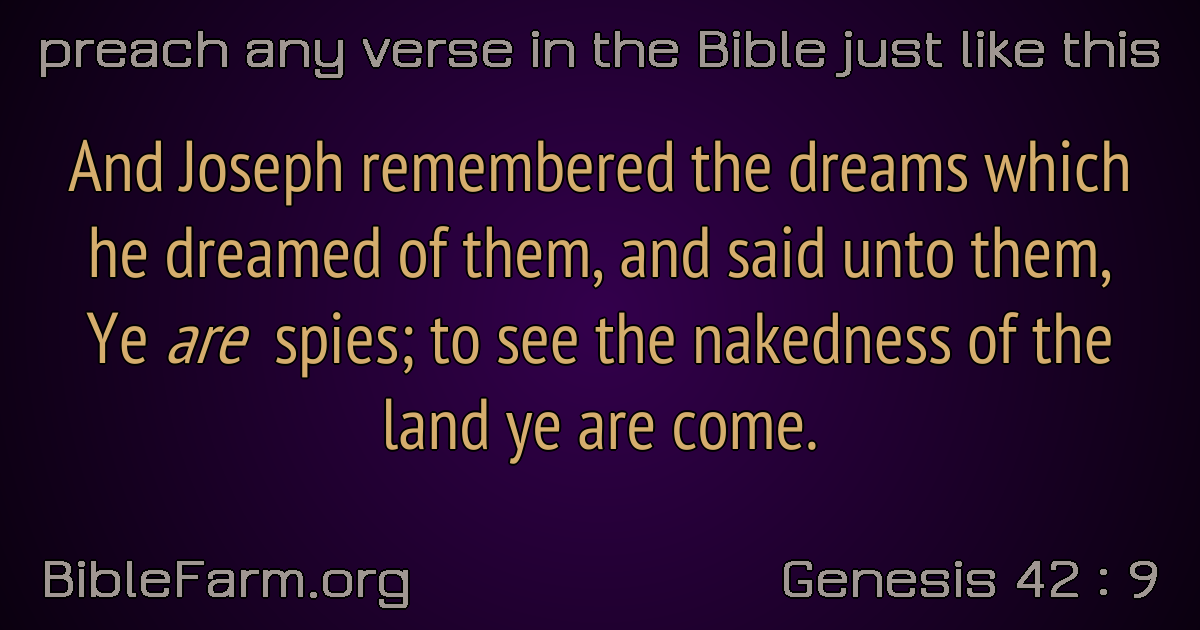 preach any verse in the Bible just like this
And Joseph remembered the dreams which
he dreamed of them, and said unto them,
Ye are spies; to see the nakedness of the
land ye are come.
BibleFarm.org
Genesis 42 : 9